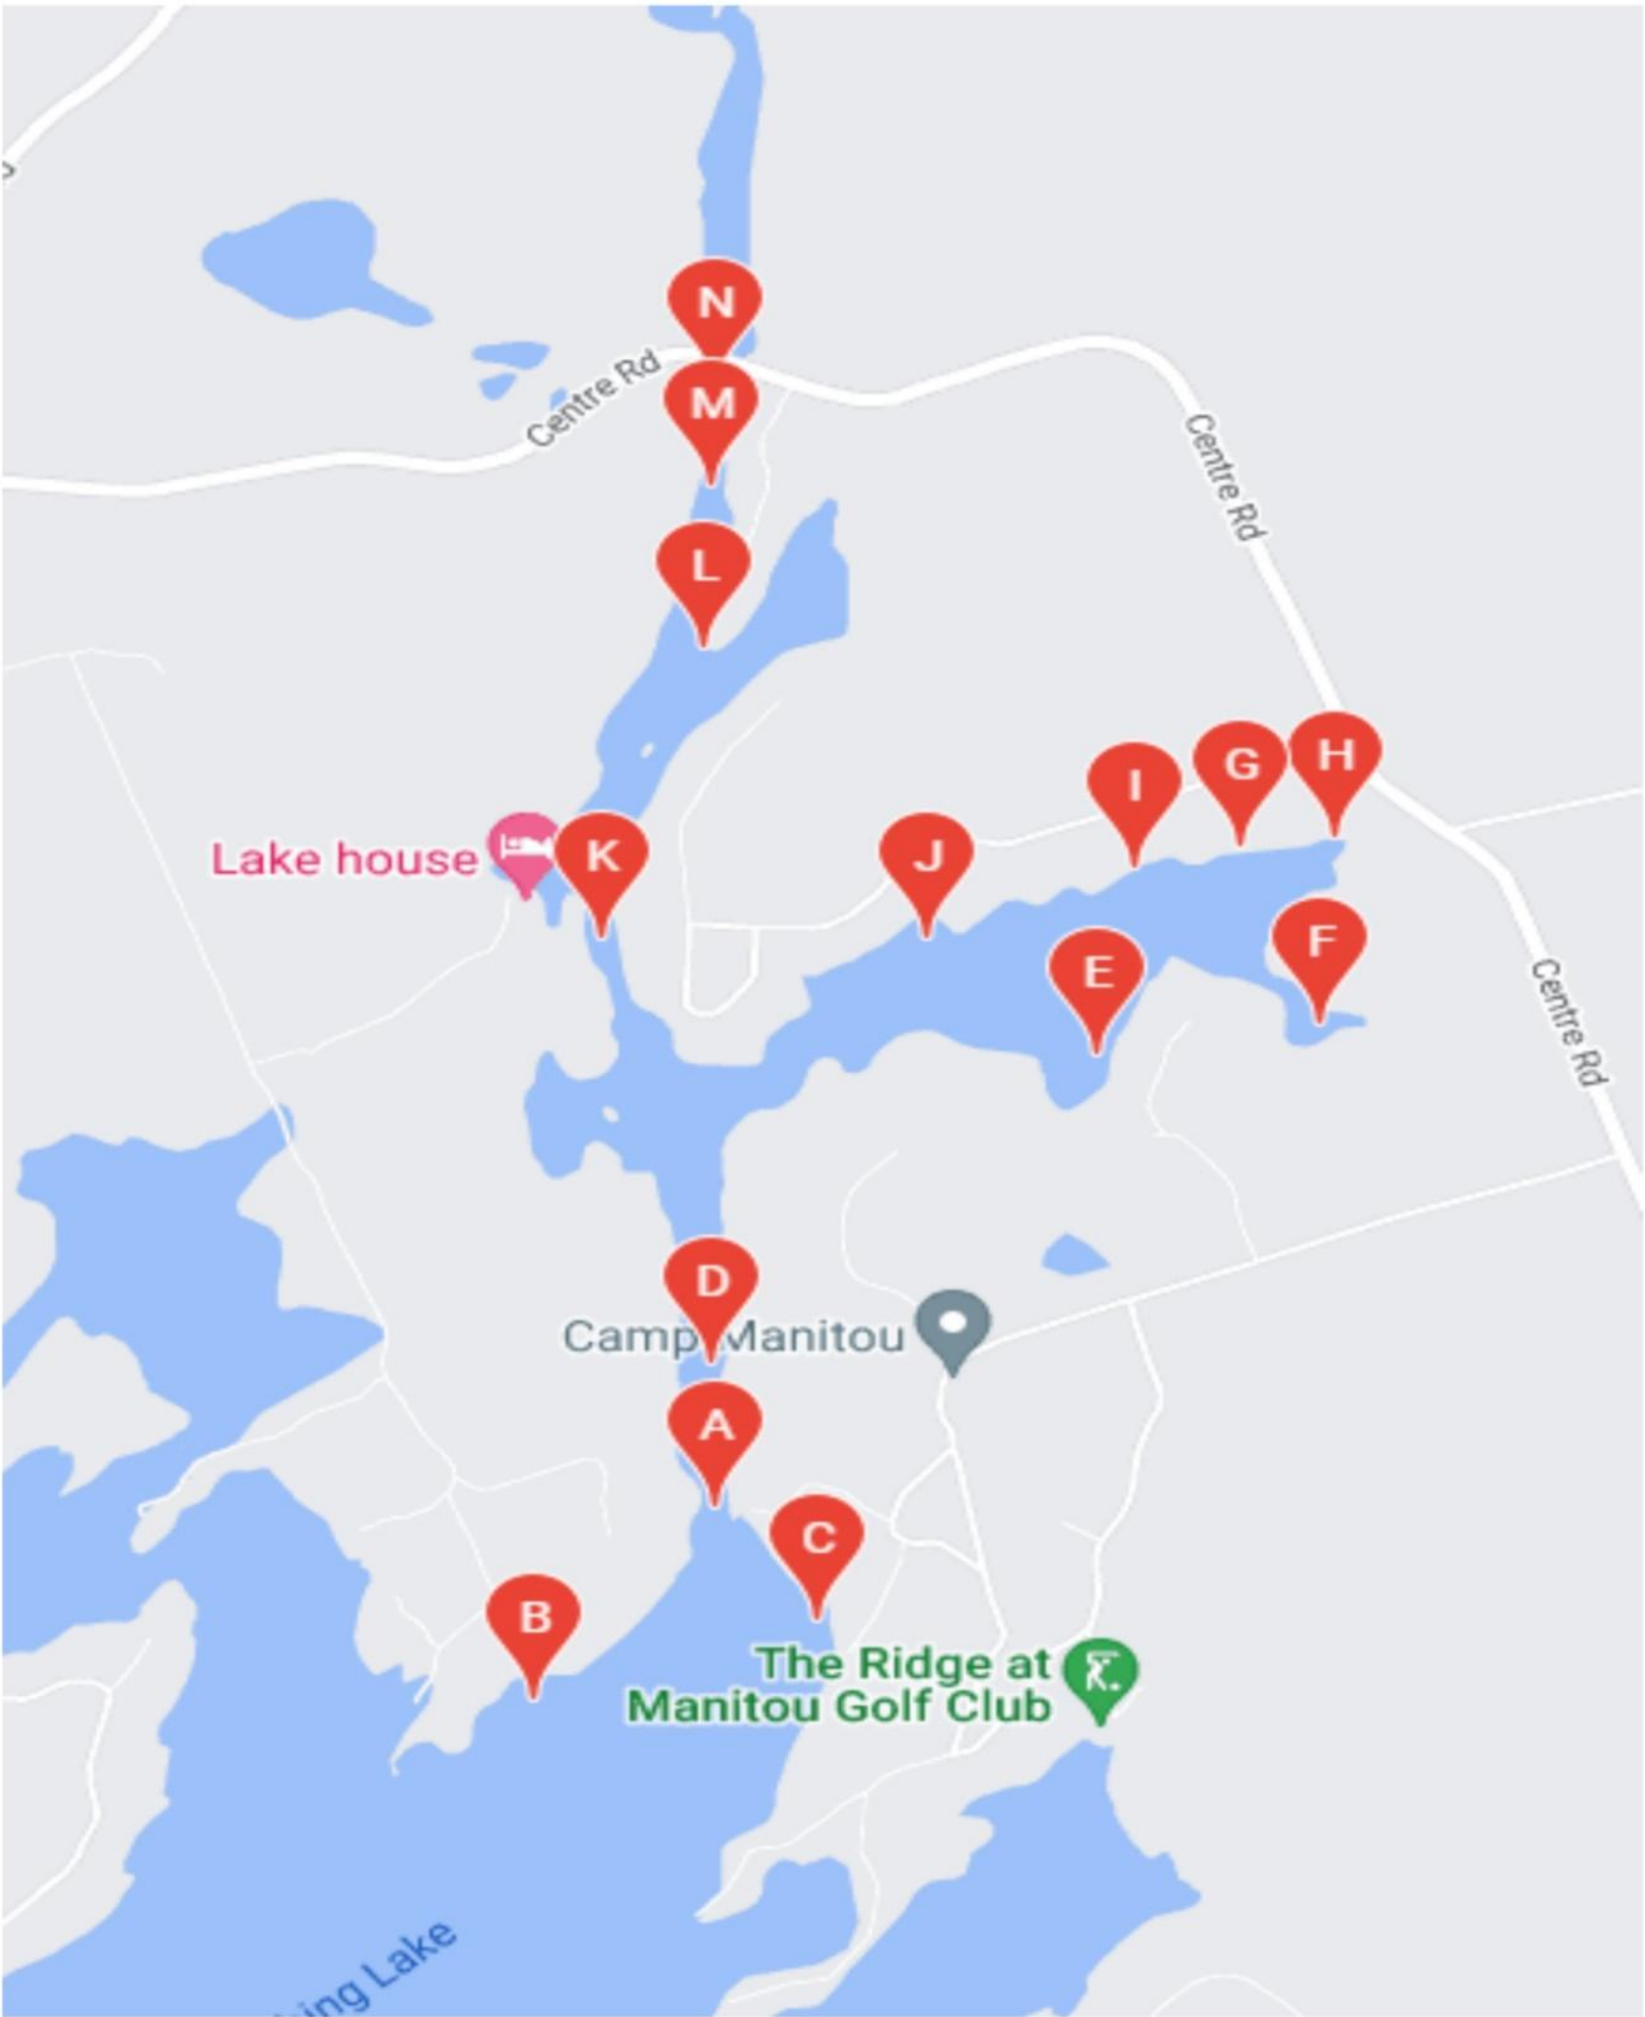 N
Centre Rd
M
Centre Rd
L
H
G
I
Lake house
K
J
F
E
Centre Rd
D
Camp Manitou
A
C
B
The Ridge at
Manitou Golf Club
Lake